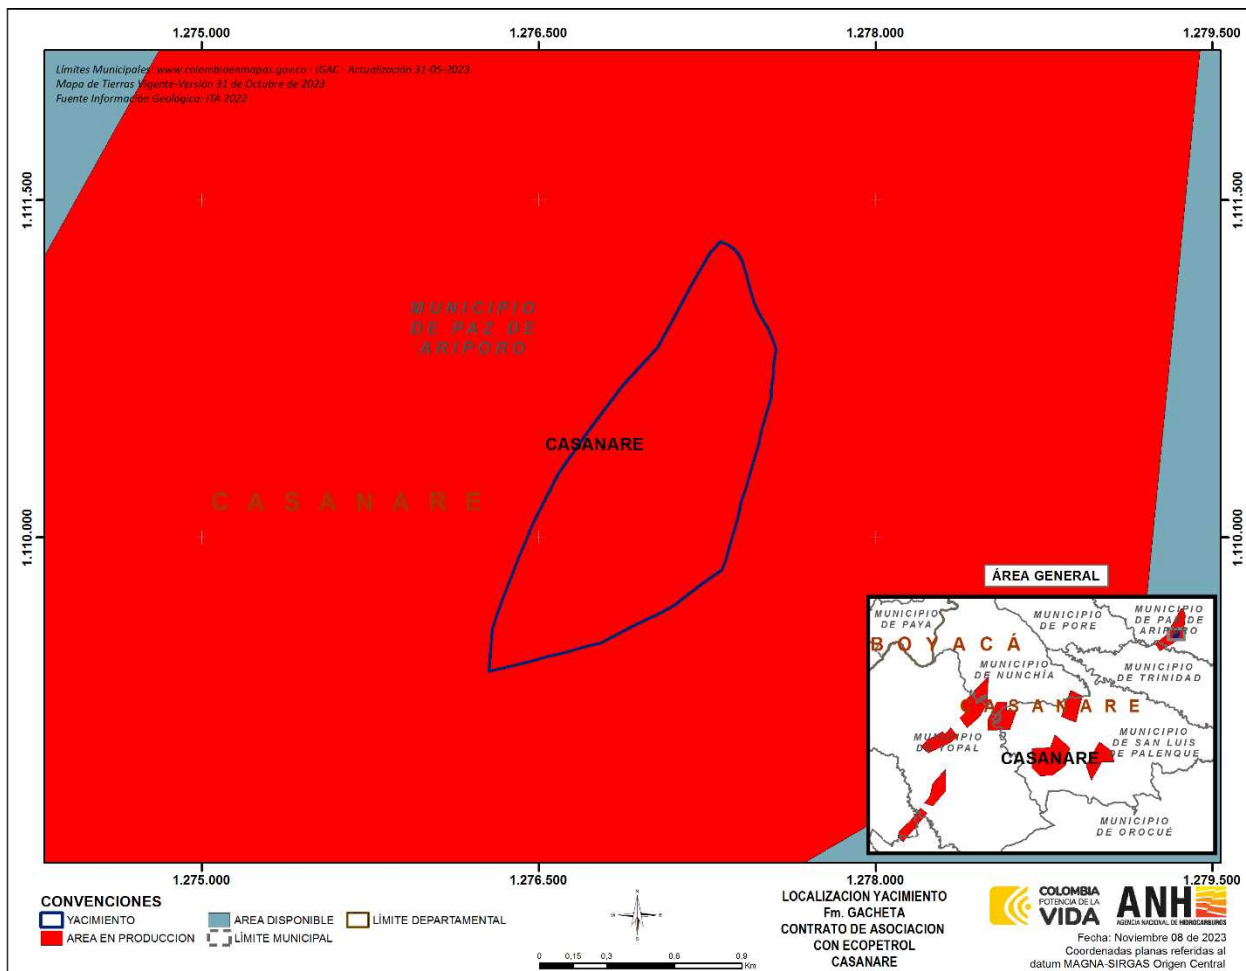 1.275.000
1.276.500
1.278.000
1.279.500
Límites Municipales: www.colombiaenmapas.gov.co - IGAC - Actualización 31-05-2023
Mapa de Tierras Vigente-Versión 31 de Octubre de 2023
Fuente Información Geológica: ITA 2022
1.111.500
1.111.500
MUNICIPIO
DE PAZ DE
ARIPORO
CASANARE
CASANARE
1.110.000
1.110.000
ÁREA GENERAL
MUNICIPIO
DE PAYA
MUNICIPIO
DE PORE
MUNICIPIO
DE PAZ DE
ARIPORO
BOYACÁ
MUNICIPIO
DE NUNCHÍA
MUNICIPIO
DE TRINIDAD
CASANARE
MUNICIPIO
DE YOPAL
MUNICIPIO
DE SAN LUIS
DE PALENQUE
CASANARE
MUNICIPIO
DE OROCUÉ
1.275.000
1.276.500
1.278.000
1.279.500
CONVENCIONES
YACIMIENTO
AREA DISPONIBLE
LÍMITE DEPARTAMENTAL
AREA EN PRODUCCION
LÍMITE MUNICIPAL
N
W
E
S
0
0,15
0,3
0,6
0,9
Km
LOCALIZACION YACIMIENTO
Fm. GACHETA
CONTRATO DE ASOCIACION
CON ECOPETROL
CASANARE
COLOMBIA
POTENCIA DE LA
VIDA
ANH
AGENCIA NACIONAL DE HIDROCARBUROS
Fecha: Noviembre 08 de 2023
Coordenadas planas referidas al
datum MAGNA-SIRGAS Origen Central